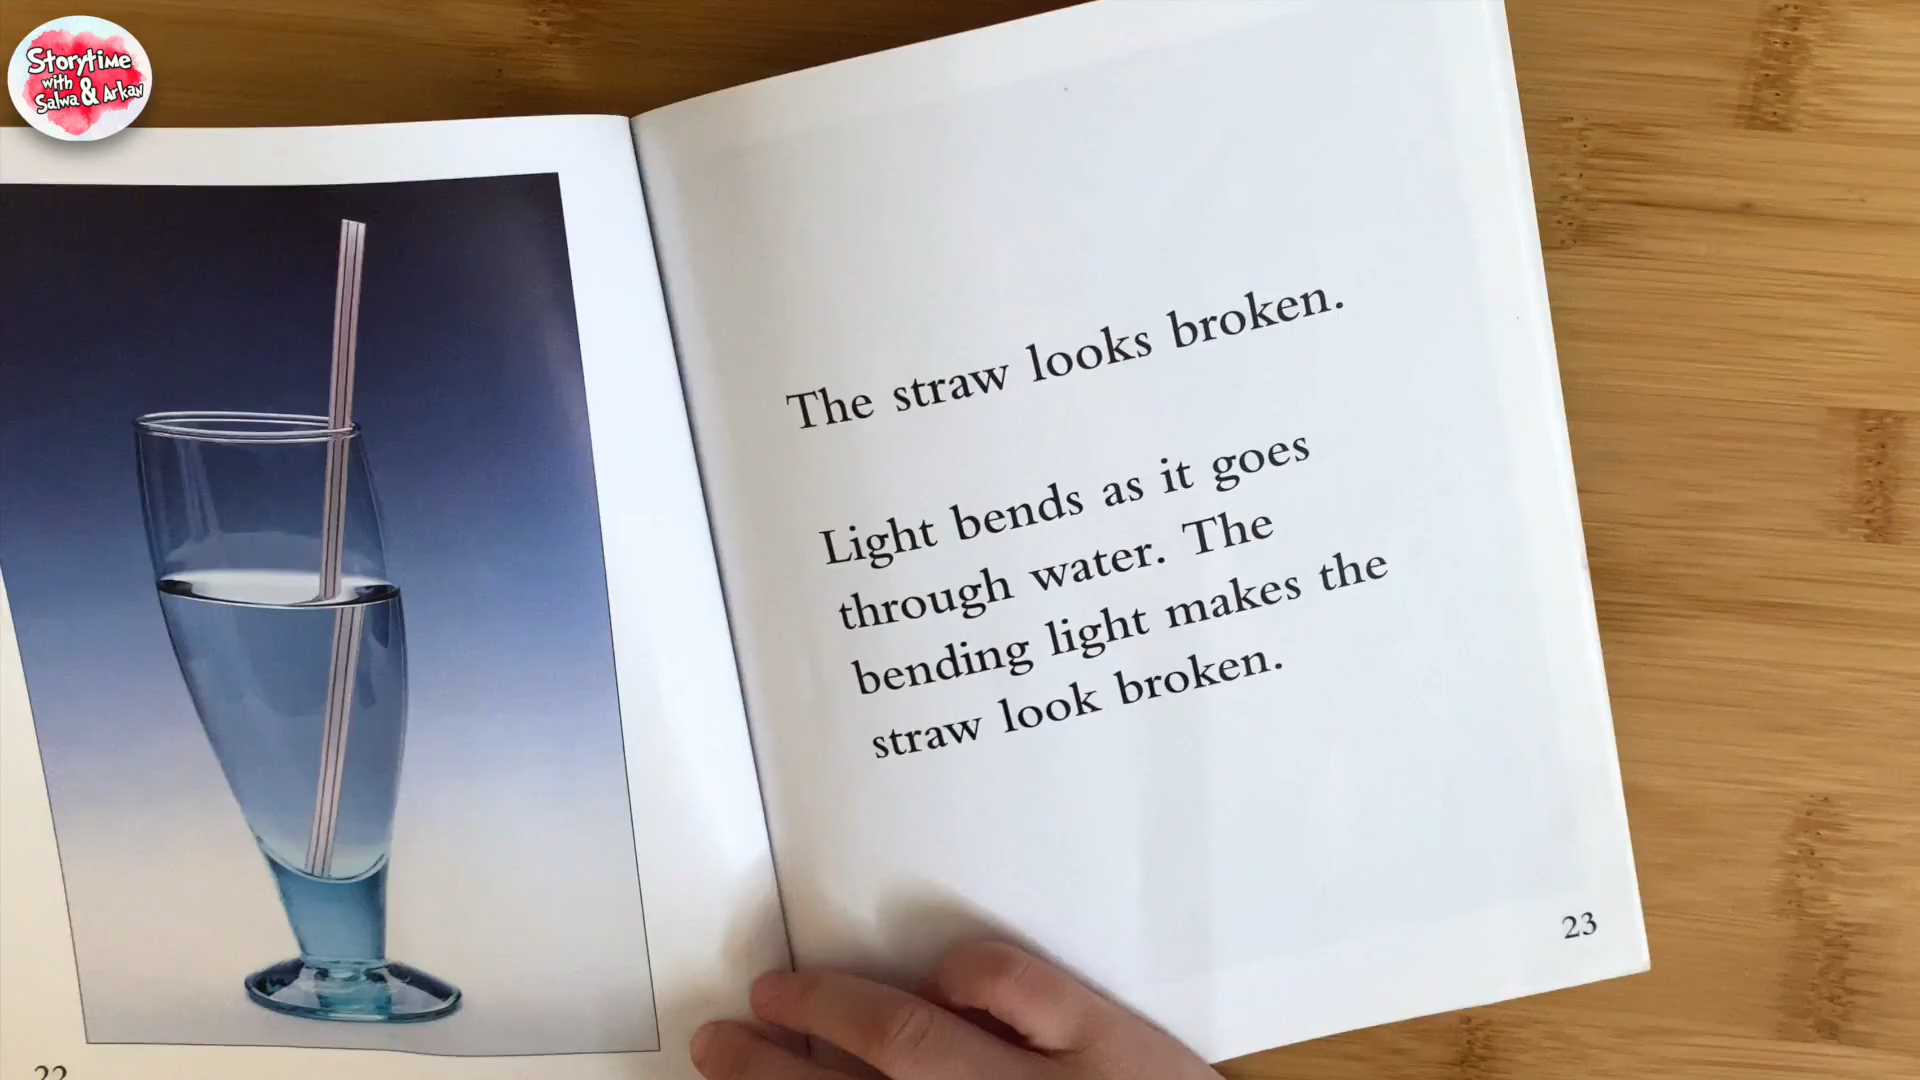 Storytime
with
Salwa & Arkan
The straw looks broken.
Light bends as it goes
through water. The
bending light makes the
straw look broken.
22
23